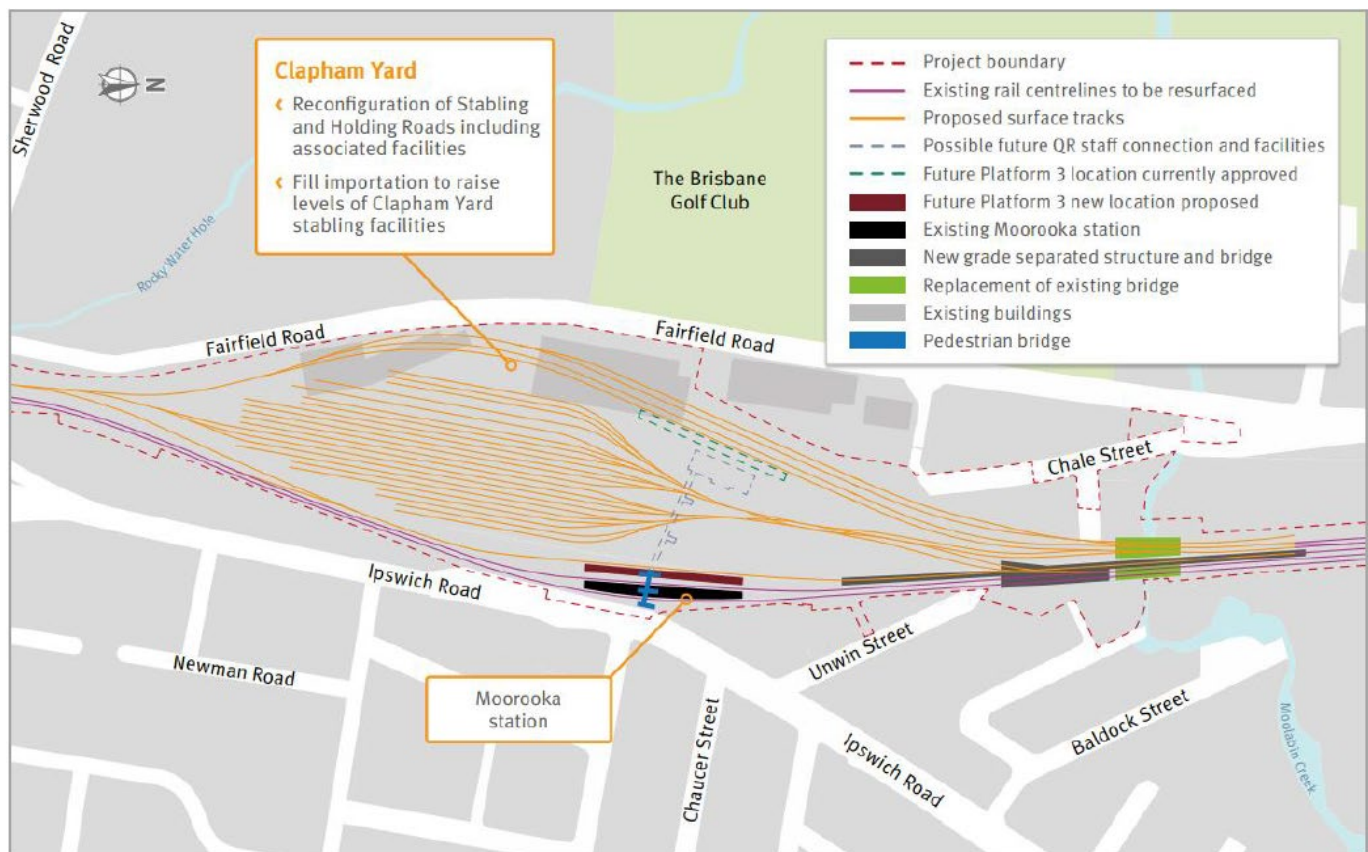 Sherwood Road
N
Clapham Yard
‹ Reconfiguration of Stabling
and Holding Roads including
associated facilities
‹ Fill importation to raise
levels of Clapham Yard
stabling facilities
Project boundary
Existing rail centrelines to be resurfaced
Proposed surface tracks
Possible future QR staff connection and facilities
Future Platform 3 location currently approved
Future Platform 3 new location proposed
Existing Moorooka station
New grade separated structure and bridge
Replacement of existing bridge
Existing buildings
Pedestrian bridge
The Brisbane
Golf Club
Rocky Water Hole
Fairfield Road
Fairfield Road
Chale Street
Ipswich Road
Newman Road
Moorooka
station
Chaucer Street
Unwin Street
Ipswich Road
Baldock Street
Moolabin Creek